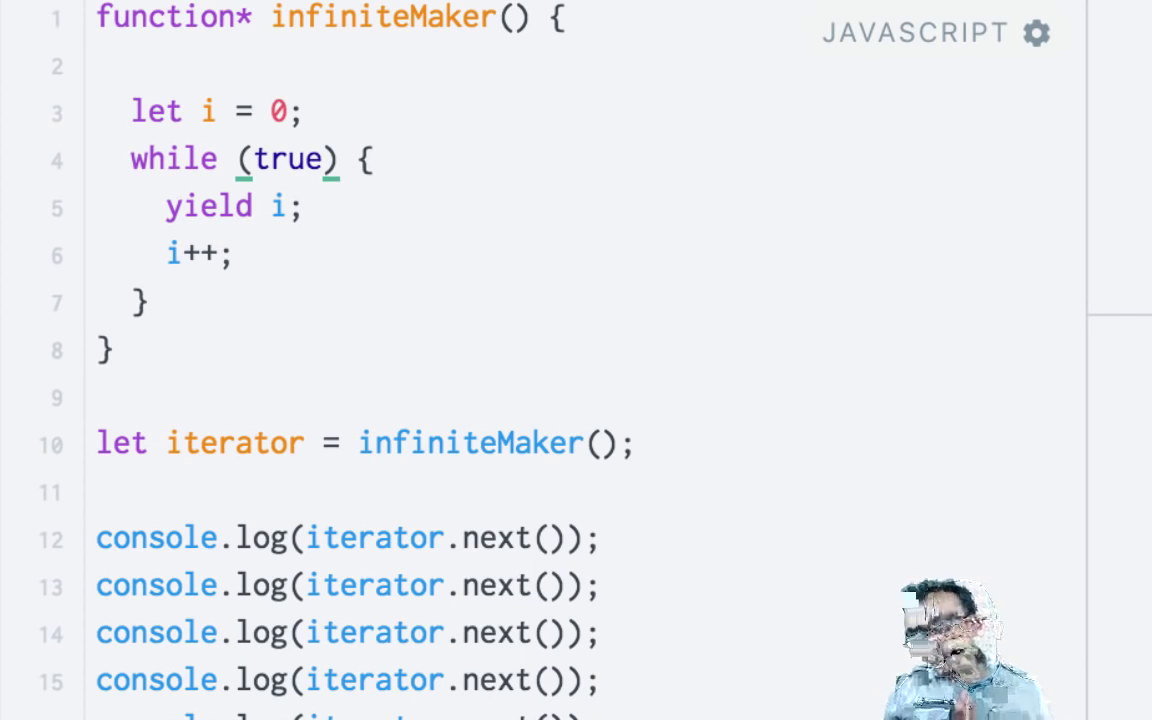 1 function* infiniteMaker() {
JAVASCRIPT
2
3 let i = 0;
4 while (true) {
5 yield i;
6 i++;
7 }
8 }
9
10 let iterator = infiniteMaker();
11
12 console.log(iterator.next());
13 console.log(iterator.next());
14 console.log(iterator.next());
15 console.log(iterator.next());